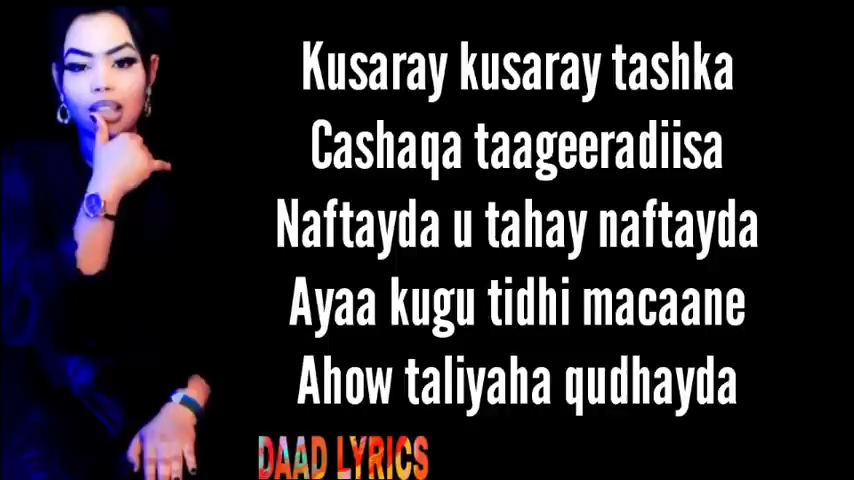 Kusaray kusaray tashka
Cashaqa taageeradiisa
Naftayda u tahay naftayda
Ayaa kugu tidhi macaane
Ahow taliyaha qudhayda
DAAD LYRICS